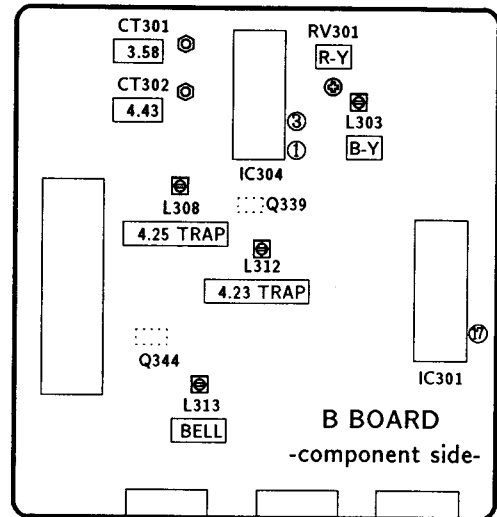 CT301
3.58
CT302
4.43
RV301
R-Y
L303
B-Y
3
1
IC304
L308
4.25 TRAP
Q339
L312
4.23 TRAP
17
IC301
Q344
L313
BELL
B BOARD
-component side-